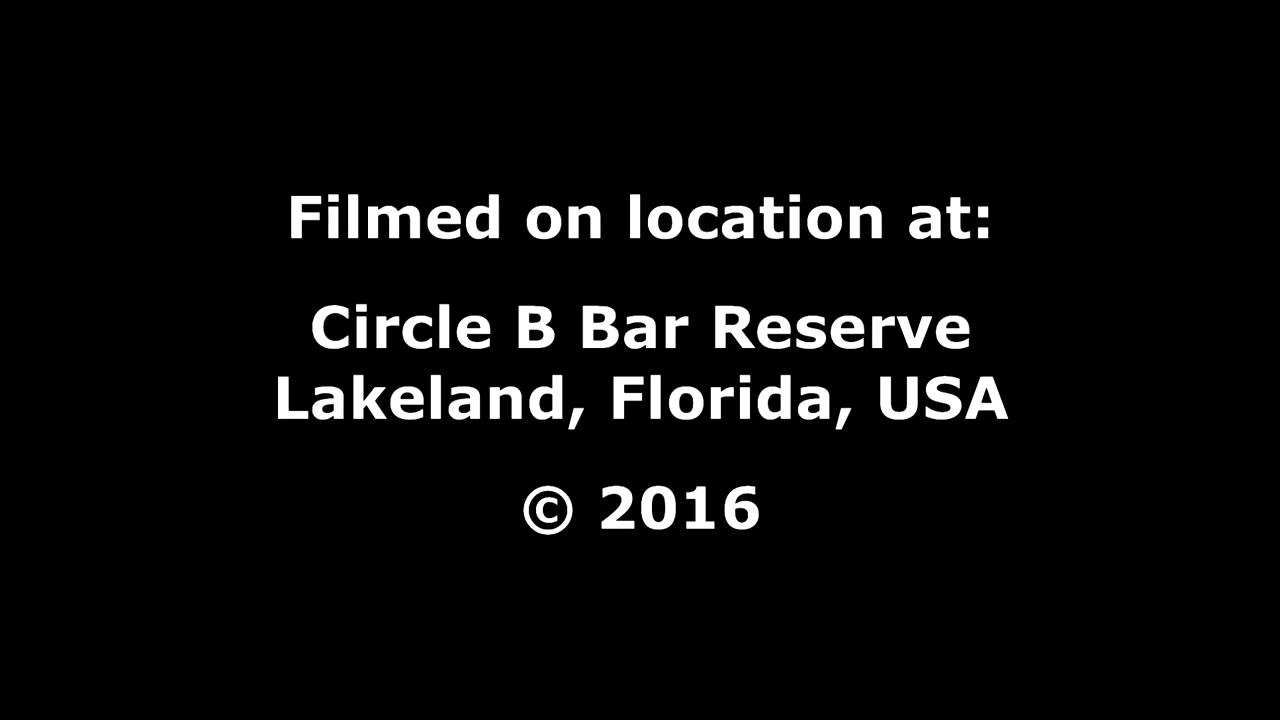 Filmed on location at:
Circle B Bar Reserve
Lakeland, Florida, USA
© 2016